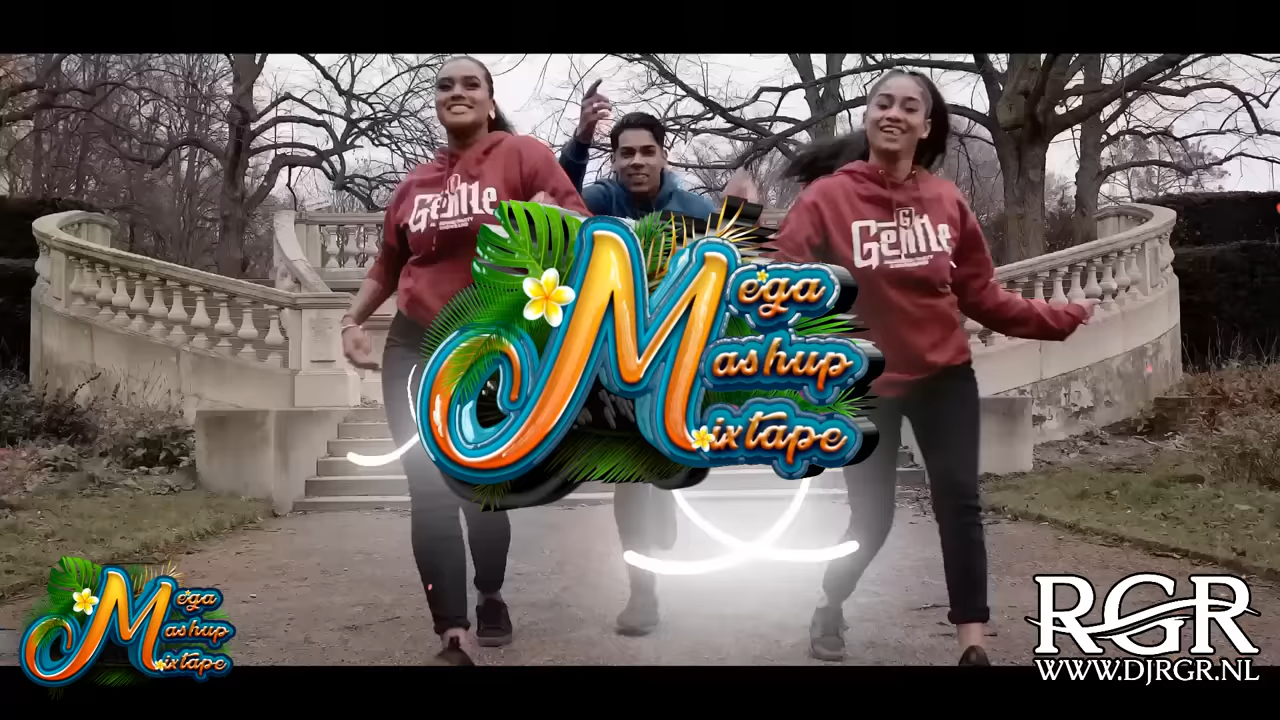 Gentle
Gentle
Mega
Mashup
Mixtape
Mega
Mashup
Mixtape
RGR
WWW.DJRGR.NL